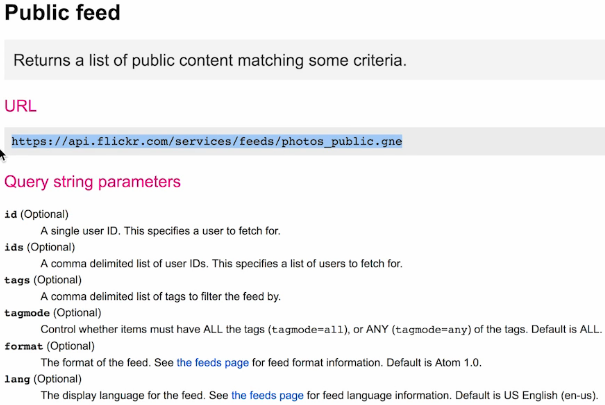 Public feed
Returns a list of public content matching some criteria.
URL
https://api.flickr.com/services/feeds/photos_public.gne
Query string parameters
id (Optional)
A single user ID. This specifies a user to fetch for.
ids (Optional)
A comma delimited list of user IDs. This specifies a list of users to fetch for.
tags (Optional)
A comma delimited list of tags to filter the feed by.
tagmode (Optional)
Control whether items must have ALL the tags (tagmode=all), or ANY (tagmode=any) of the tags. Default is ALL.
format (Optional)
The format of the feed. See the feeds page for feed format information. Default is Atom 1.0.
lang (Optional)
The display language for the feed. See the feeds page for feed language information. Default is US English (en-us).